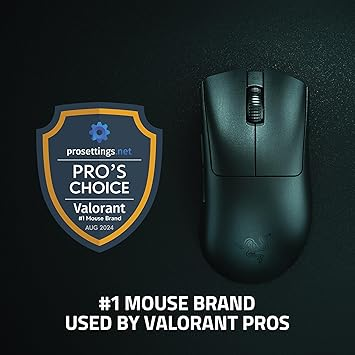 prosettings.net
PRO'S
CHOICE
Valorant
#1 Mouse Brand
AUG 2024
#1 MOUSE BRAND
USED BY VALORANT PROS